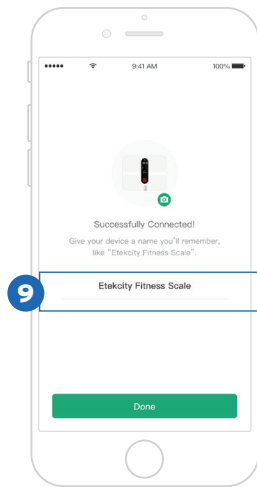 9:41 AM 100%
Successfully Connected!
Give your device a name you'll remember,
like "Etekcity Fitness Scale".
9
Etekcity Fitness Scale
Done